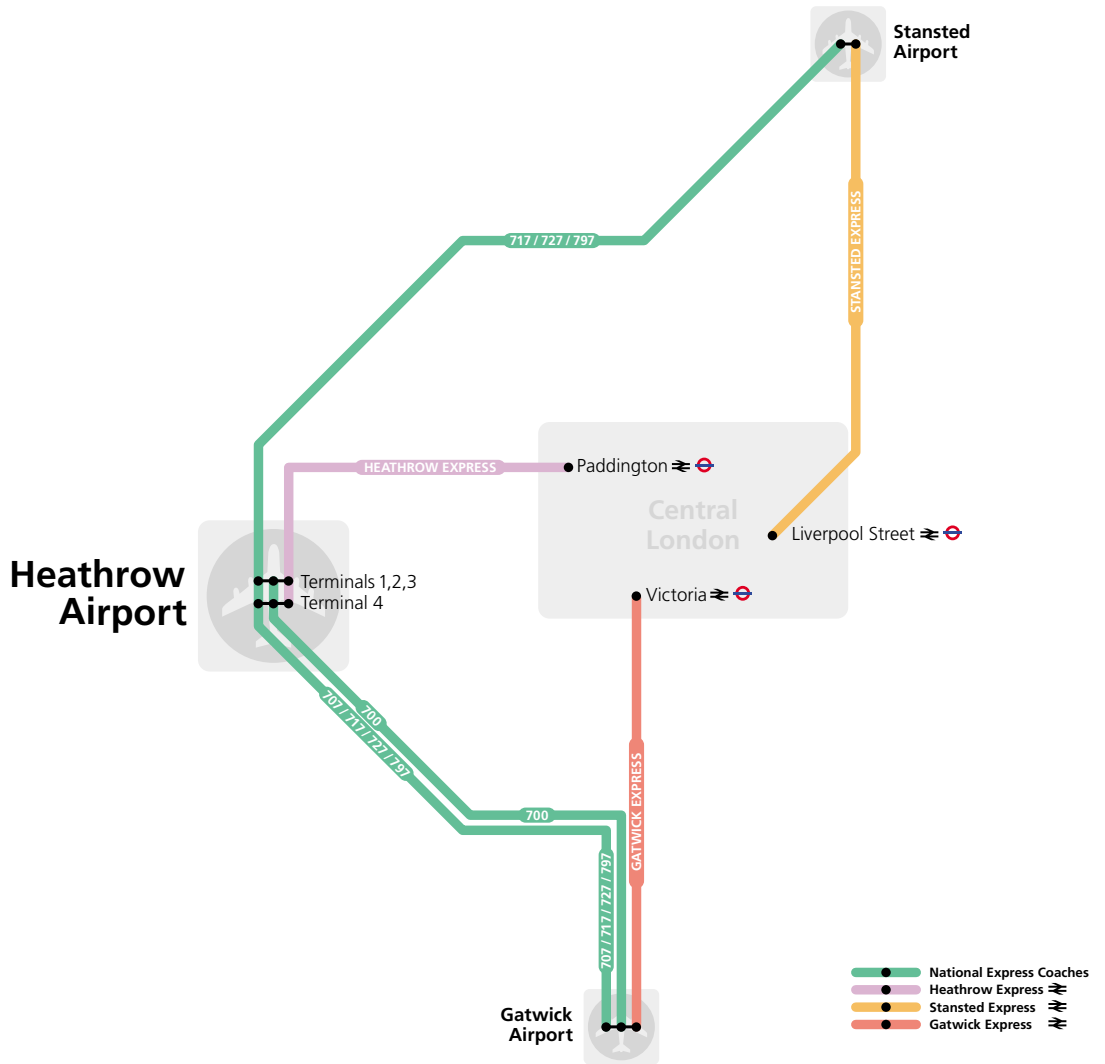 Stansted
Airport
717 / 727 / 797
STANSTED EXPRESS
HEATHROW EXPRESS
Paddington
Central
London
Liverpool Street
Heathrow
Airport
Terminals 1,2,3
Terminal 4
Victoria
700
707 / 717 / 727 / 797
GATWICK EXPRESS
700
707 / 717 / 727 / 797
Gatwick
Airport
National Express Coaches
Heathrow Express
Stansted Express
Gatwick Express